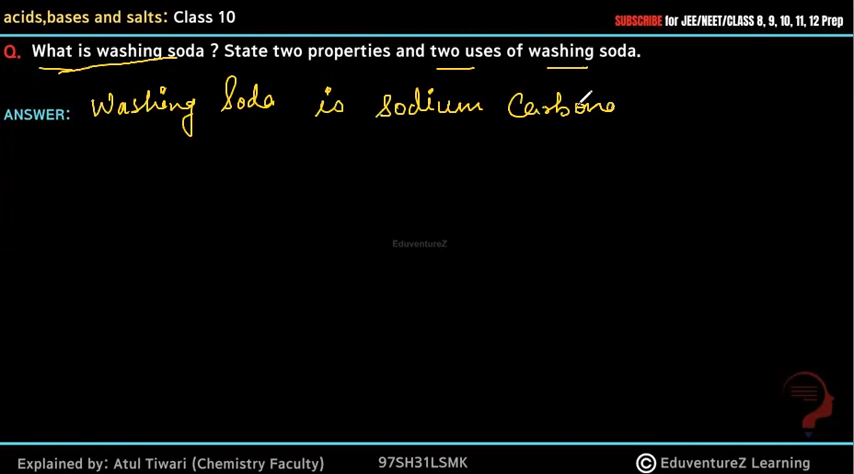 acids,bases and salts: Class 10
SUBSCRIBE for JEE/NEET/CLASS 8, 9, 10, 11, 12 Prep
Q. What is washing soda ? State two properties and two uses of washing soda.
ANSWER: Washing Soda is sodium Carbona
EduventureZ
Explained by: Atul Tiwari (Chemistry Faculty)
97SH31LSMK
© EduventureZ Learning